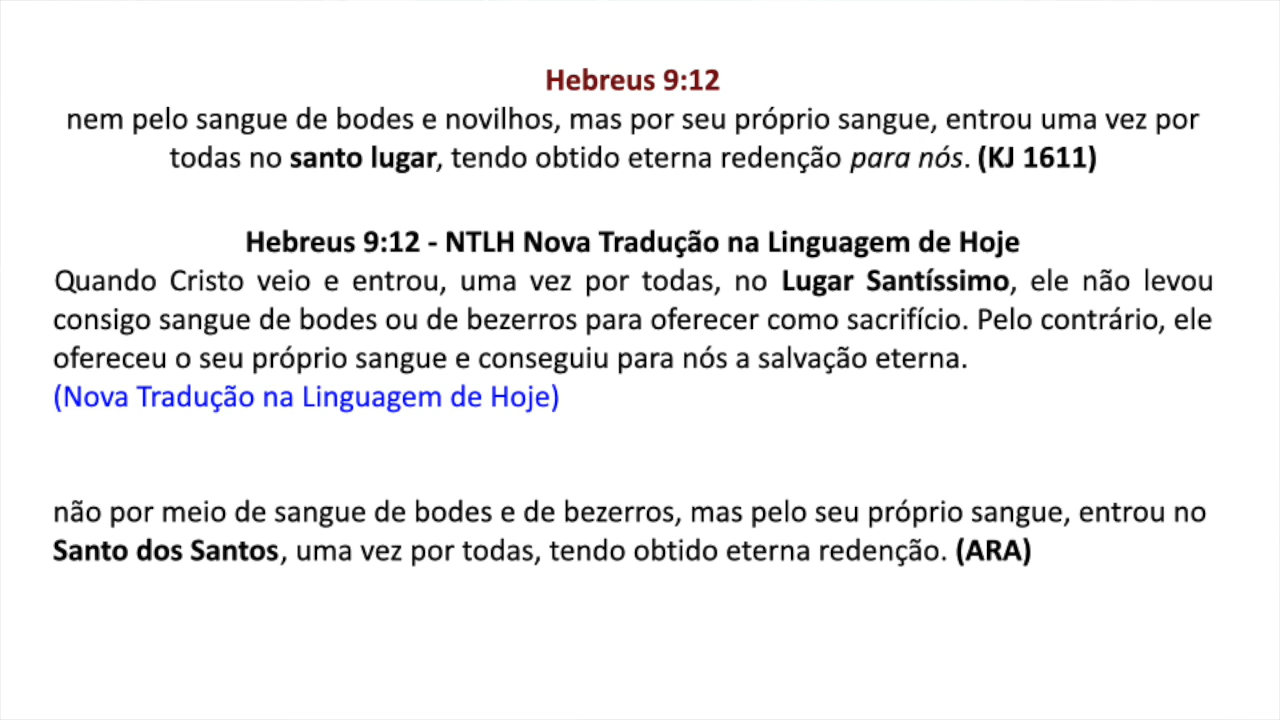 Hebreus 9:12
nem pelo sangue de bodes e novilhos, mas por seu próprio sangue, entrou uma vez por
todas no santo lugar, tendo obtido eterna redenção para nós. (KJ 1611)
Hebreus 9:12 - NTLH Nova Tradução na Linguagem de Hoje
Quando Cristo veio e entrou, uma vez por todas, no Lugar Santíssimo, ele não levou
consigo sangue de bodes ou de bezerros para oferecer como sacrifício. Pelo contrário, ele
ofereceu o seu próprio sangue e conseguiu para nós a salvação eterna.
(Nova Tradução na Linguagem de Hoje)
não por meio de sangue de bodes e de bezerros, mas pelo seu próprio sangue, entrou no
Santo dos Santos, uma vez por todas, tendo obtido eterna redenção. (ARA)